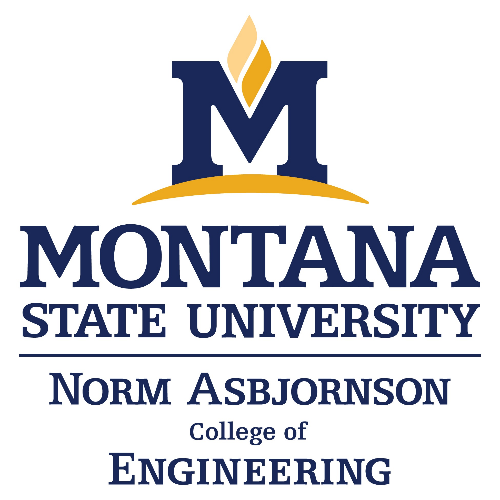 M
MONTANA
STATE UNIVERSITY
NORM ASBJORNSON
College of
ENGINEERING